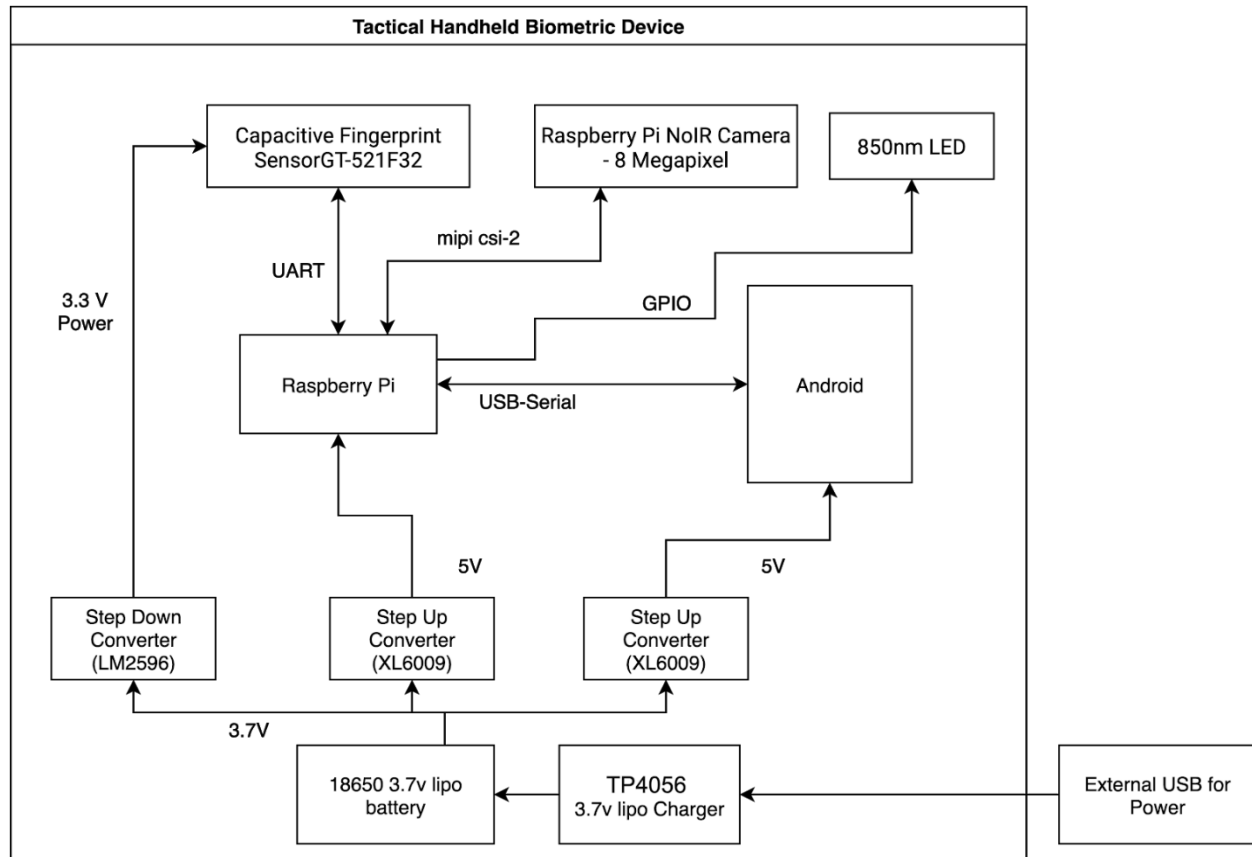 Tactical Handheld Biometric Device
Capacitive Fingerprint
SensorGT-521F32
Raspberry Pi NoIR Camera
- 8 Megapixel
850nm LED
mipi csi-2
UART
3.3 V
Power
GPIO
Raspberry Pi
USB-Serial
Android
5V
5V
Step Down
Converter
(LM2596)
Step Up
Converter
(XL6009)
Step Up
Converter
(XL6009)
3.7V
18650 3.7v lipo
battery
TP4056
3.7v lipo Charger
External USB for
Power